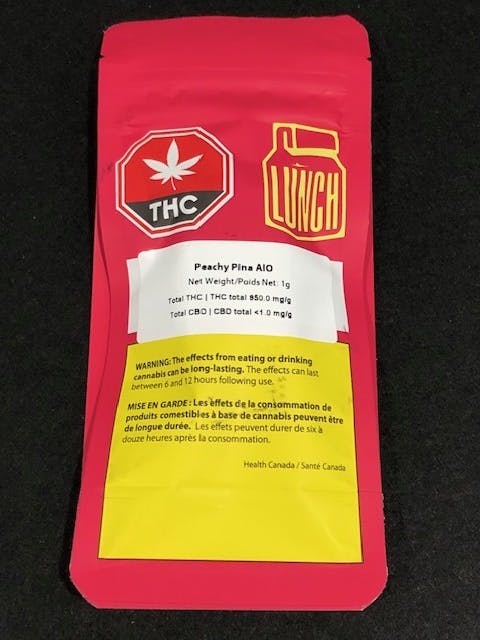 THC
LUNCH
Peachy Pina AIO
Net Weight/Poids Net: 1g
Total THC | THC total 950.0 mg/g
Total CBD | CBD total <1.0 mg/g
WARNING: The effects from eating or drinking
cannabis can be long-lasting. The effects can last
between 6 and 12 hours following use.
MISE EN GARDE : Les effets de la consommation de
produits comestibles à base de cannabis peuvent être
de longue durée. Les effets peuvent durer de six à
douze heures après la consommation.
Health Canada / Santé Canada